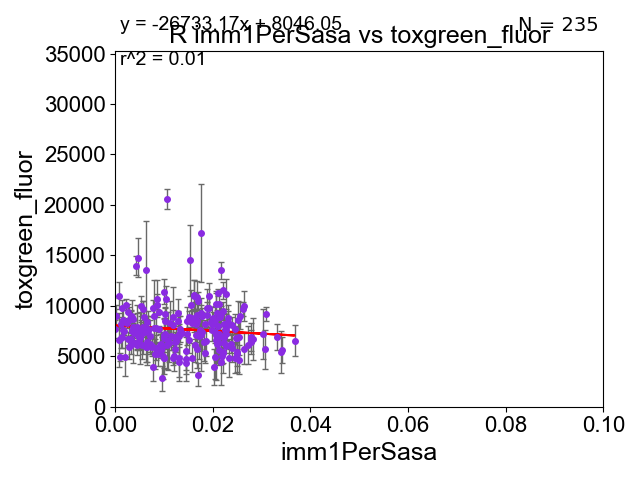 y = -26733.17x + 8046.05
N = 235
R imm1PerSasa vs toxgreen_fluor
r^2 = 0.01
35000
30000
25000
20000
15000
10000
5000
0
toxgreen_fluor
0.00 0.02 0.04 0.06 0.08 0.10
imm1PerSasa